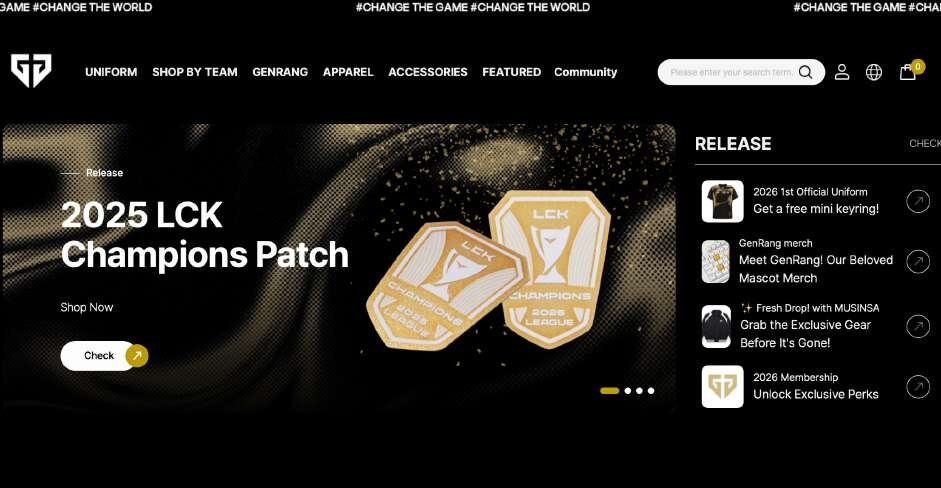 GAME #CHANGE THE WORLD
#CHANGE THE GAME #CHANGE THE WORLD
#CHANGE THE GAME #CHA
UNIFORM SHOP BY TEAM GENRANG APPAREL ACCESSORIES FEATURED Community
Please enter your search term.
0
Release
2025 LCK
Champions Patch
Shop Now
Check
LCK
CHAMPIONS
2025
LEAGUE
LCK
CHAMPIONS
2025
LEAGUE
RELEASE
CHECK
2026 1st Official Uniform
Get a free mini keyring!
GenRang merch
Meet GenRang! Our Beloved
Mascot Merch
✨ Fresh Drop! with MUSINSA
Grab the Exclusive Gear
Before It's Gone!
2026 Membership
Unlock Exclusive Perks